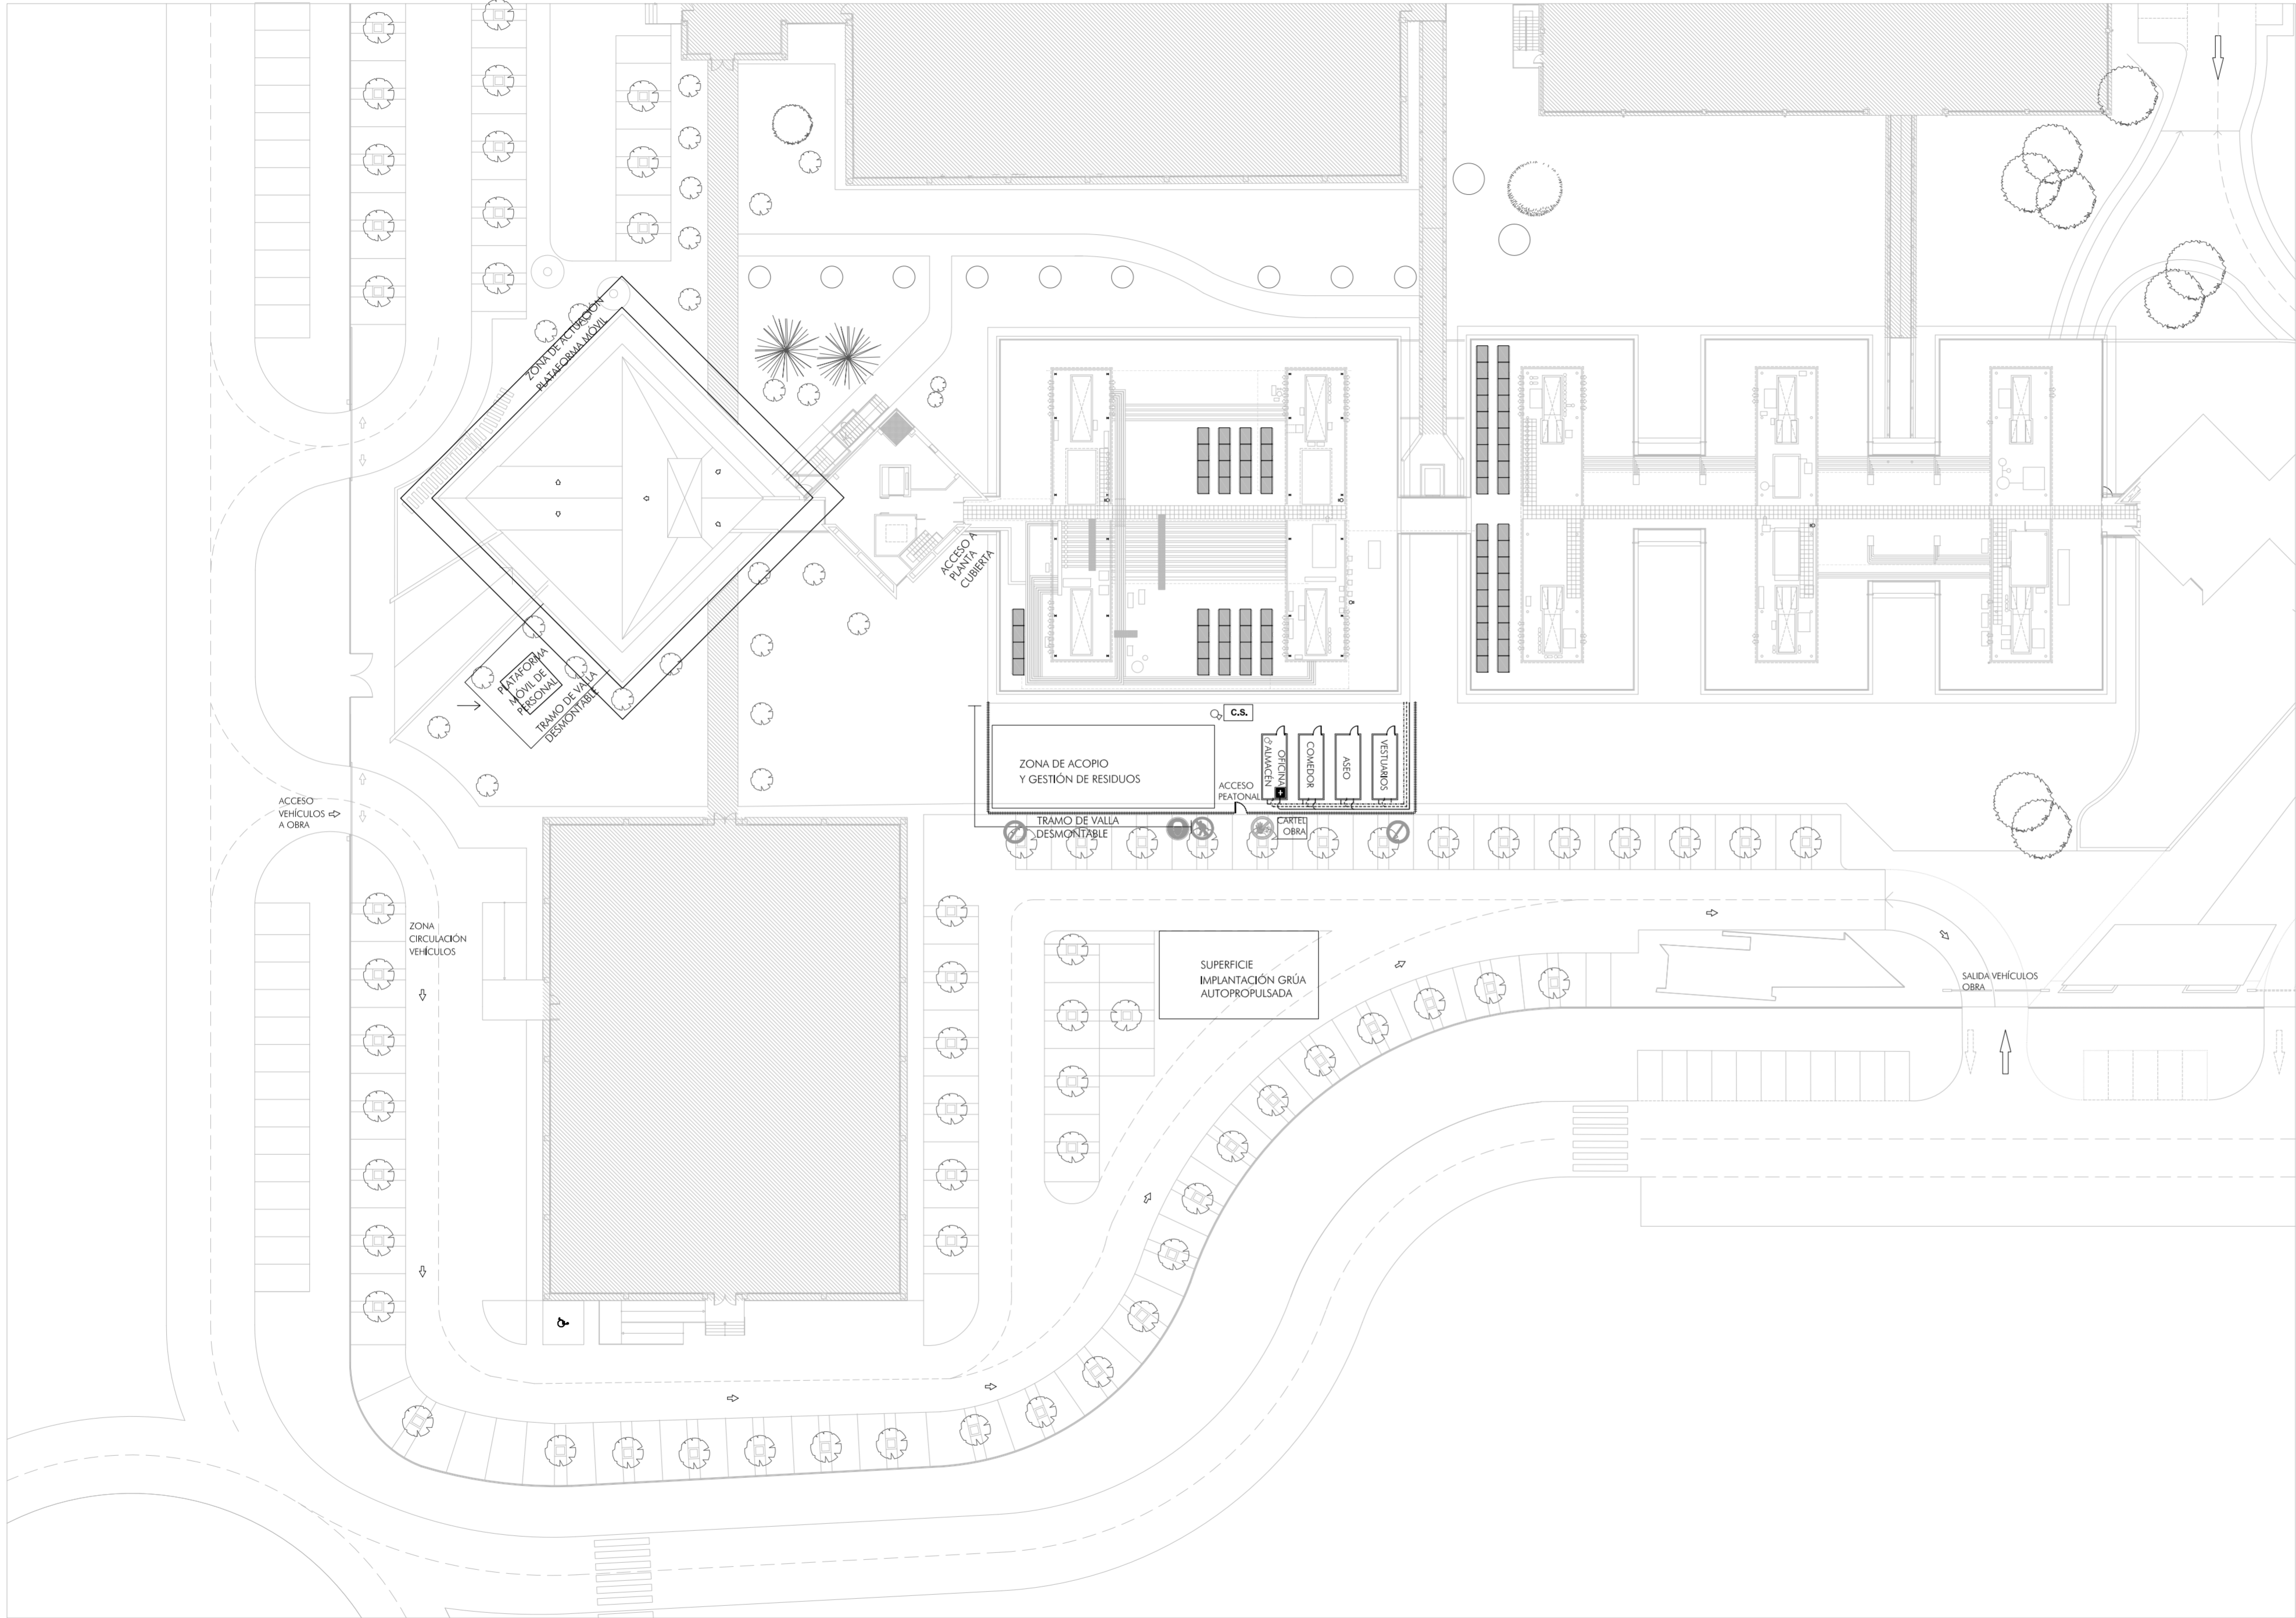 ZONA DE ACTUACIÓN
PLATAFORMA MÓVIL
ACCESO A
PLANTA
CUBIERTA
PLATAFORMA
MÓVIL DE
PERSONAL
TRAMO DE VALLA
DESMONTABLE
C.S.
ZONA DE ACOPIO
Y GESTIÓN DE RESIDUOS
OFICINA
ALMACÉN
COMEDOR
ASEO
VESTUARIOS
ACCESO
PEATONAL
TRAMO DE VALLA
DESMONTABLE
CARTEL
OBRA
ACCESO
VEHÍCULOS
A OBRA
ZONA
CIRCULACIÓN
VEHÍCULOS
SUPERFICIE
IMPLANTACIÓN GRÚA
AUTOPROPULSADA
SALIDA VEHÍCULOS
OBRA